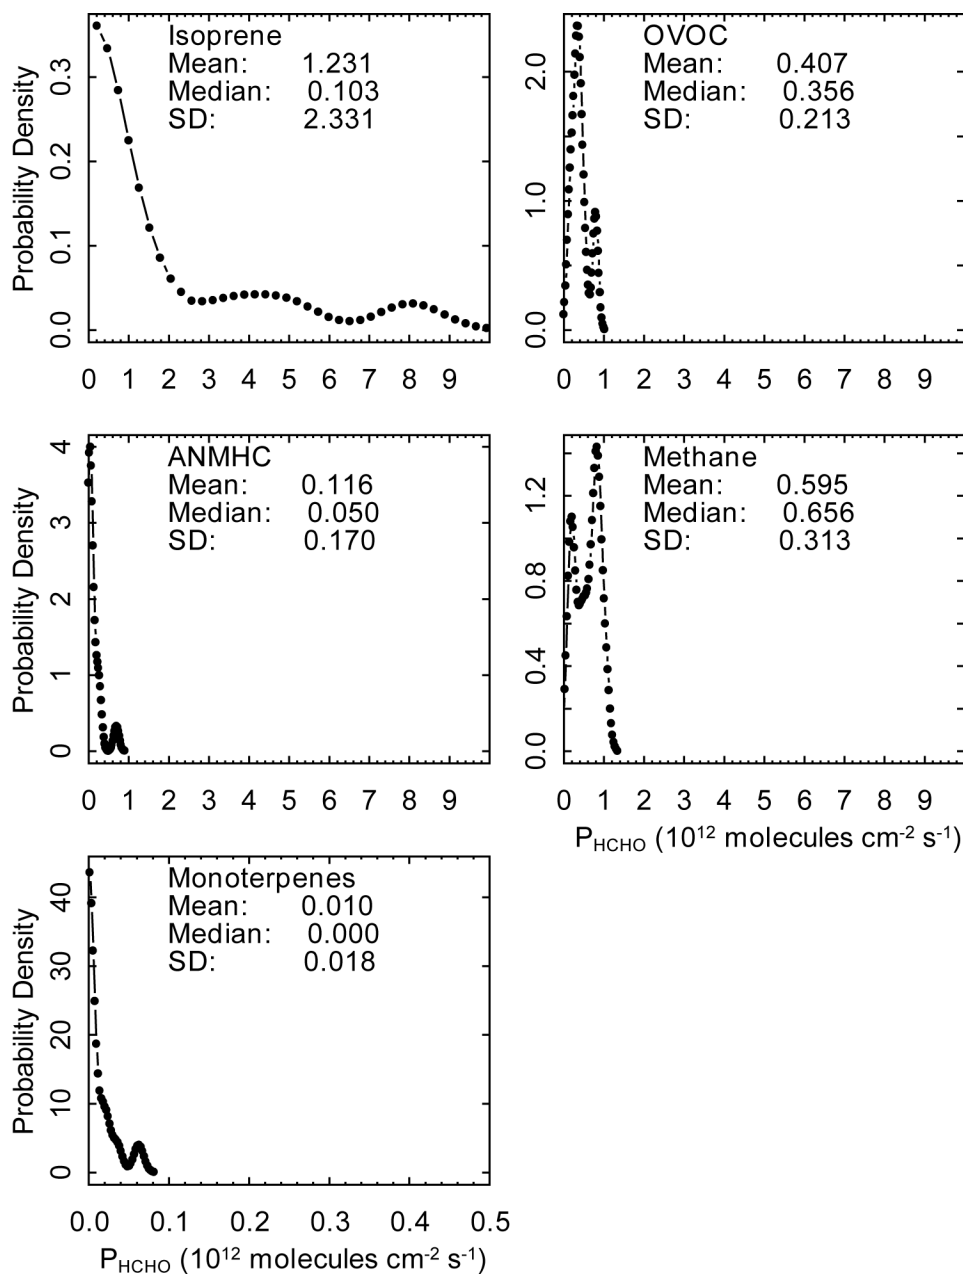 Isoprene
Mean: 1.231
Median: 0.103
SD: 2.331
Probability Density
0.0 0.1 0.2 0.3
0 1 2 3 4 5 6 7 8 9
OVOC
Mean: 0.407
Median: 0.356
SD: 0.213
0.0 1.0 2.0
0 1 2 3 4 5 6 7 8 9
ANMHC
Mean: 0.116
Median: 0.050
SD: 0.170
Probability Density
0 1 2 3 4
0 1 2 3 4 5 6 7 8 9
Methane
Mean: 0.595
Median: 0.656
SD: 0.313
0.0 0.4 0.8 1.2
0 1 2 3 4 5 6 7 8 9
P_HCHO (10^12 molecules cm^-2 s^-1)
Monoterpenes
Mean: 0.010
Median: 0.000
SD: 0.018
Probability Density
0 10 20 30 40
0.0 0.1 0.2 0.3 0.4 0.5
P_HCHO (10^12 molecules cm^-2 s^-1)